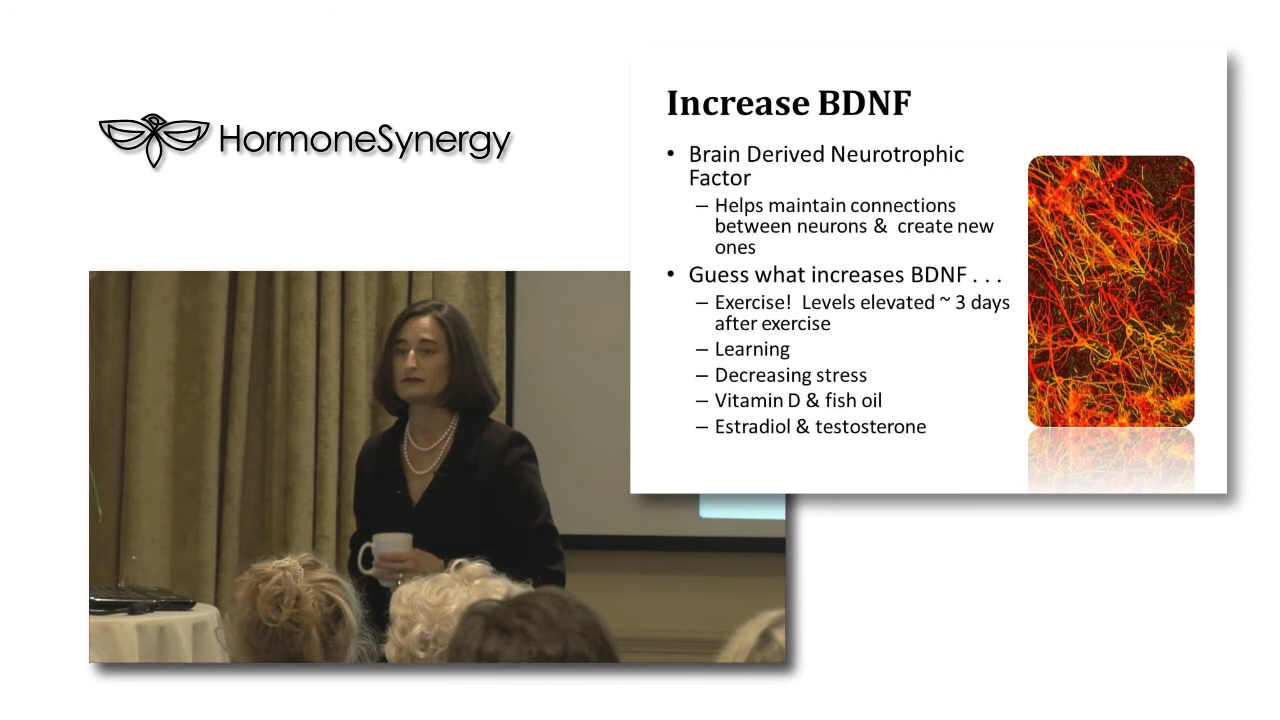 HormoneSynergy
Increase BDNF
• Brain Derived Neurotrophic
Factor
– Helps maintain connections
between neurons & create new
ones
• Guess what increases BDNF . . .
– Exercise! Levels elevated ~ 3 days
after exercise
– Learning
– Decreasing stress
– Vitamin D & fish oil
– Estradiol & testosterone